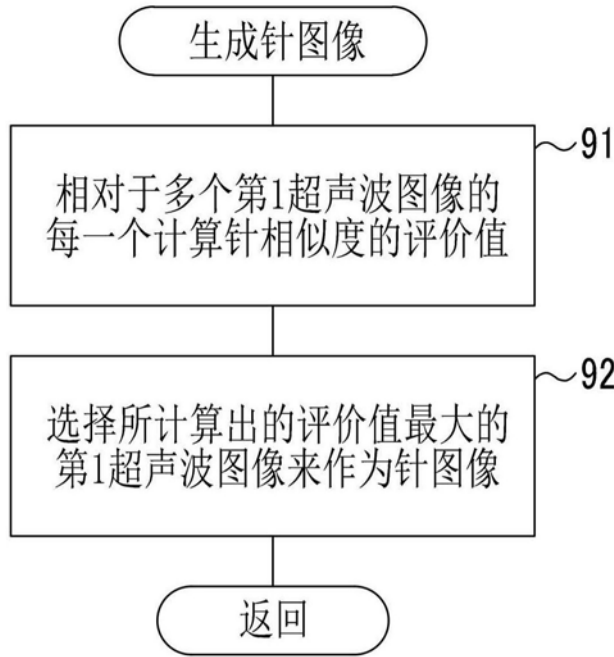 生成针图像
91
相对于多个第1超声波图像的
每一个计算针相似度的评价值
92
选择所计算出的评价值最大的
第1超声波图像来作为针图像
返回